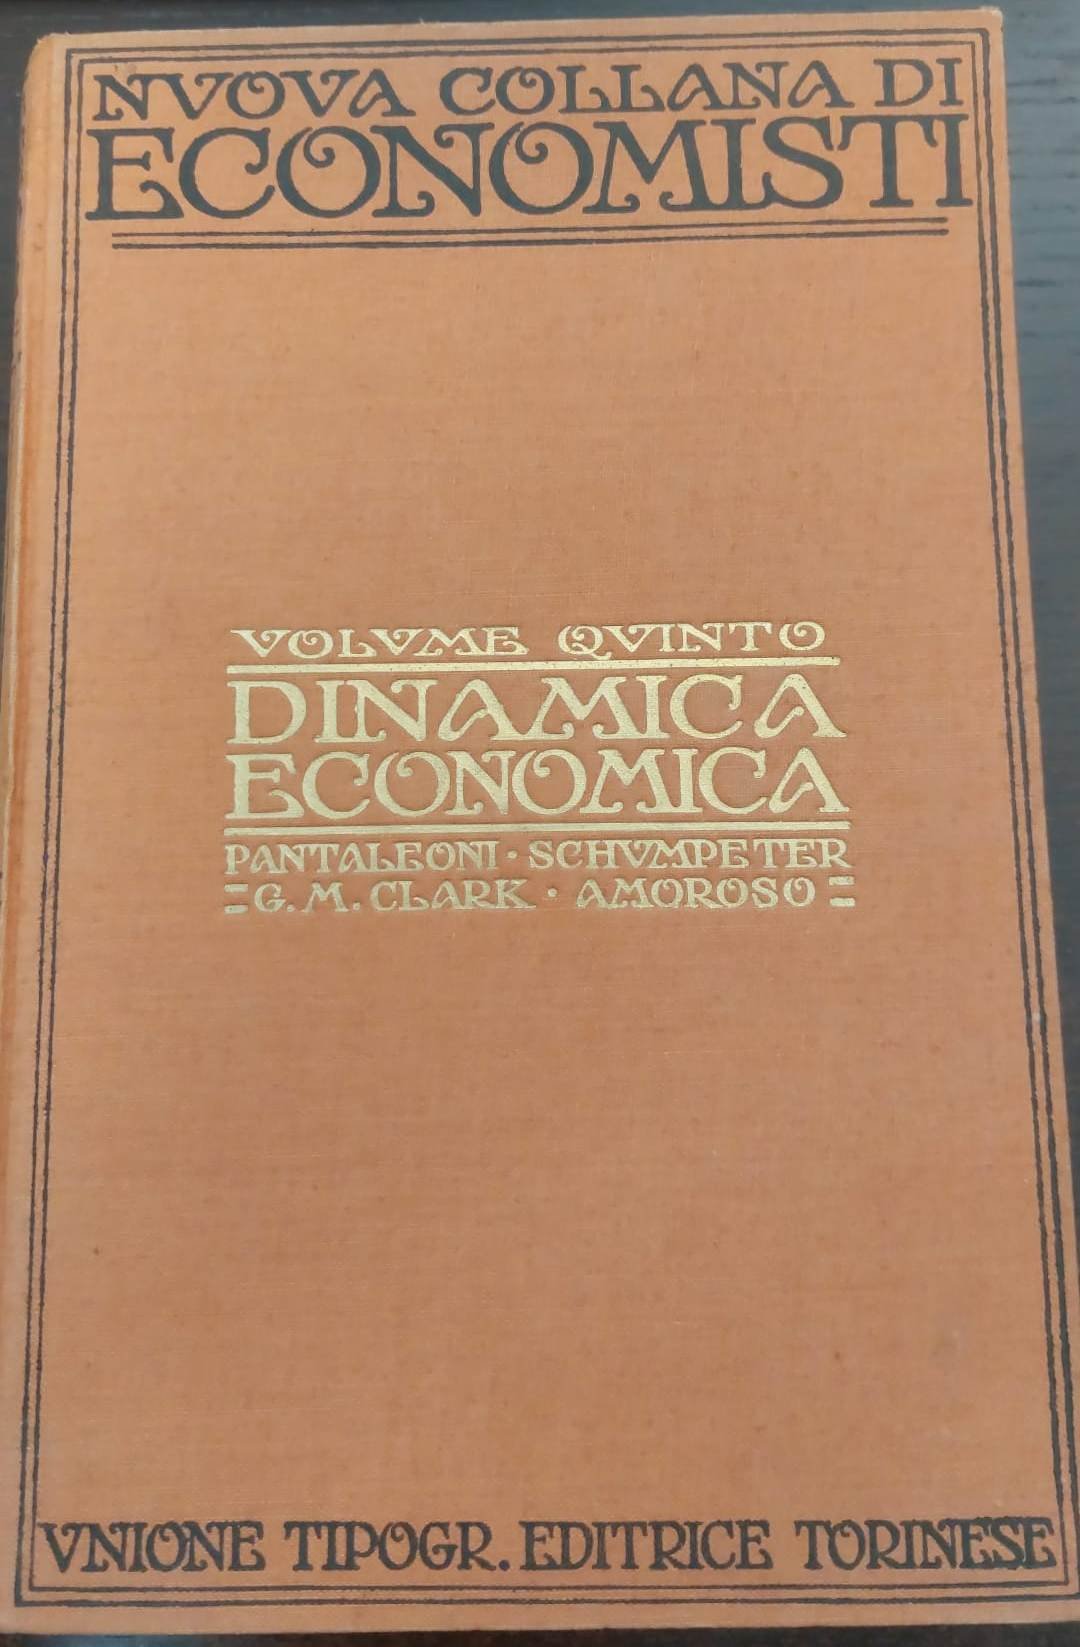 NVOVA COLLANA DI
ECONOMISTI
VOLVME QVINTO
DINAMICA
ECONOMICA
PANTALEONI · SCHVMPETER
G. M. CLARK · AMOROSO
VNIONE TIPOGR. EDITRICE TORINESE